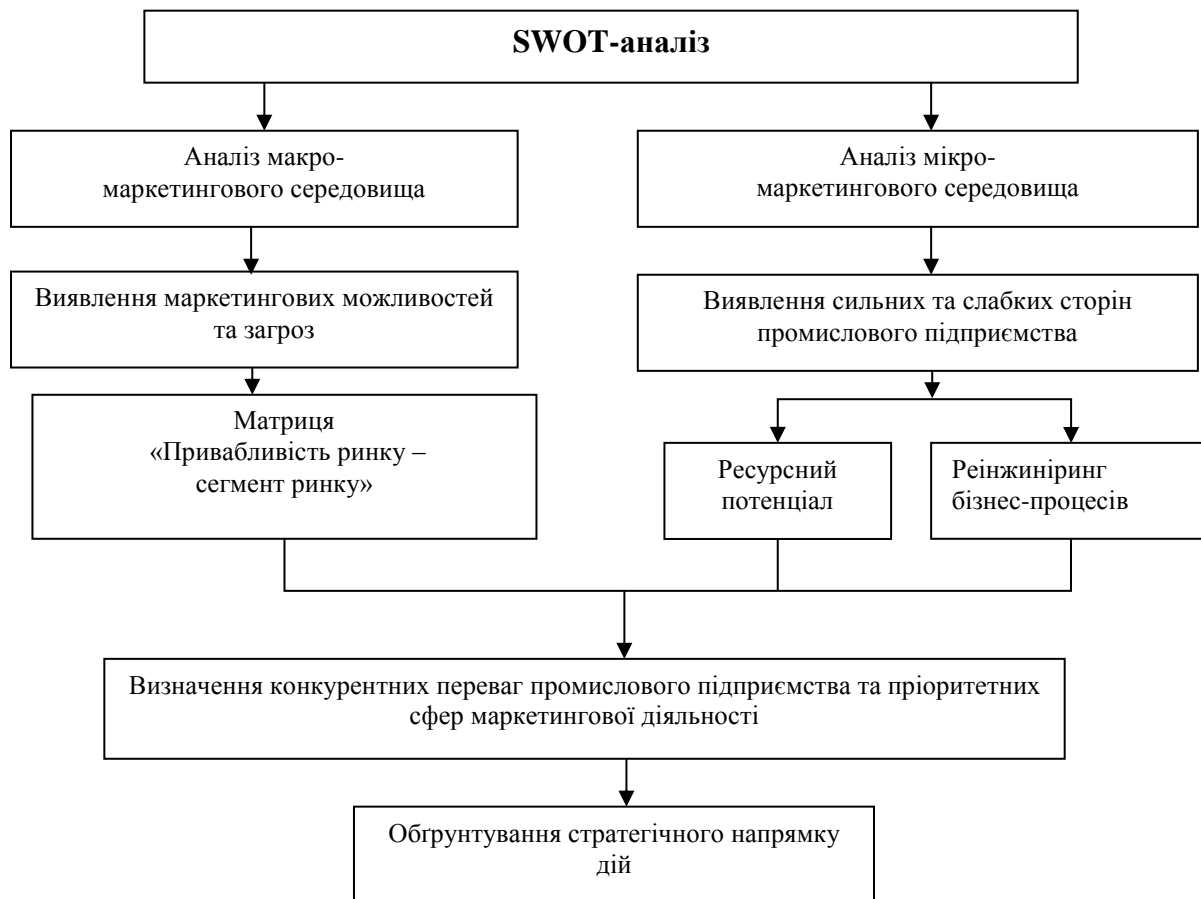 SWOT-аналіз
Аналіз макро-
маркетингового середовища
Аналіз мікро-
маркетингового середовища
Виявлення маркетингових можливостей
та загроз
Виявлення сильних та слабких сторін
промислового підприємства
Матриця
«Привабливість ринку –
сегмент ринку»
Ресурсний
потенціал
Реінжиніринг
бізнес-процесів
Визначення конкурентних переваг промислового підприємства та пріоритетних
сфер маркетингової діяльності
Обґрунтування стратегічного напрямку
дій